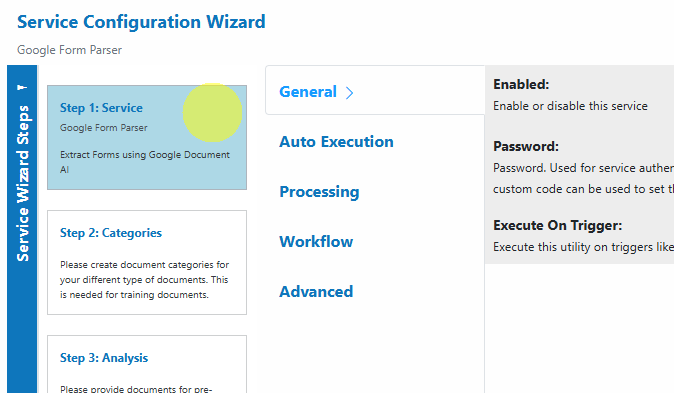 Service Configuration Wizard
Google Form Parser
Service Wizard Steps
Step 1: Service
Google Form Parser
Extract Forms using Google Document
AI
Step 2: Categories
Please create document categories for
your different type of documents. This
is needed for training documents.
Step 3: Analysis
Please provide documents for pre-
General
Auto Execution
Processing
Workflow
Advanced
Enabled:
Enable or disable this service
Password:
Password. Used for service authen
custom code can be used to set th
Execute On Trigger:
Execute this utility on triggers like